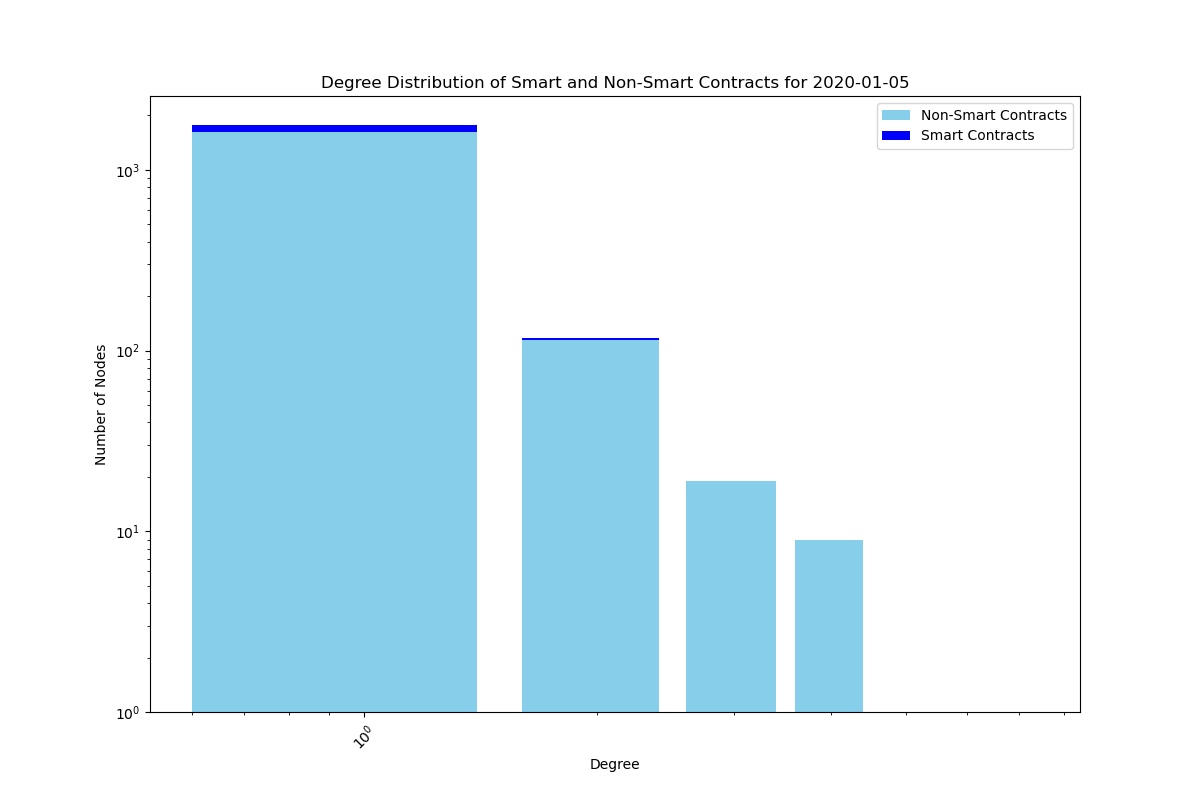 Degree Distribution of Smart and Non-Smart Contracts for 2020-01-05
Non-Smart Contracts
Smart Contracts
10³
10²
10¹
10⁰
Number of Nodes
10⁰
Degree